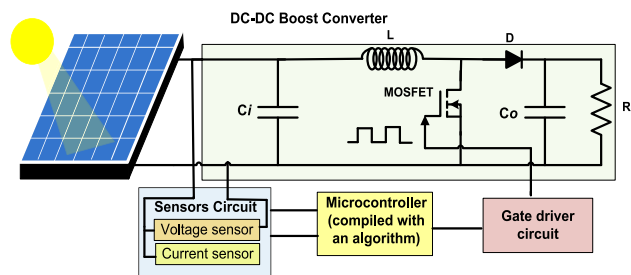 DC-DC Boost Converter
L
D
MOSFET
Ci
Co
R
Sensors Circuit
Voltage sensor
Current sensor
Microcontroller
(compiled with
an algorithm)
Gate driver
circuit